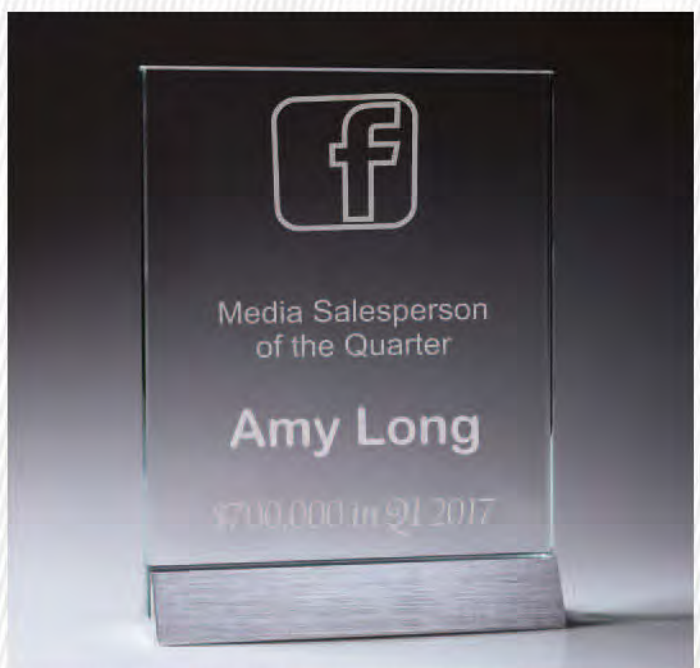 f
Media Salesperson
of the Quarter
Amy Long
$700,000 in Q1 2017